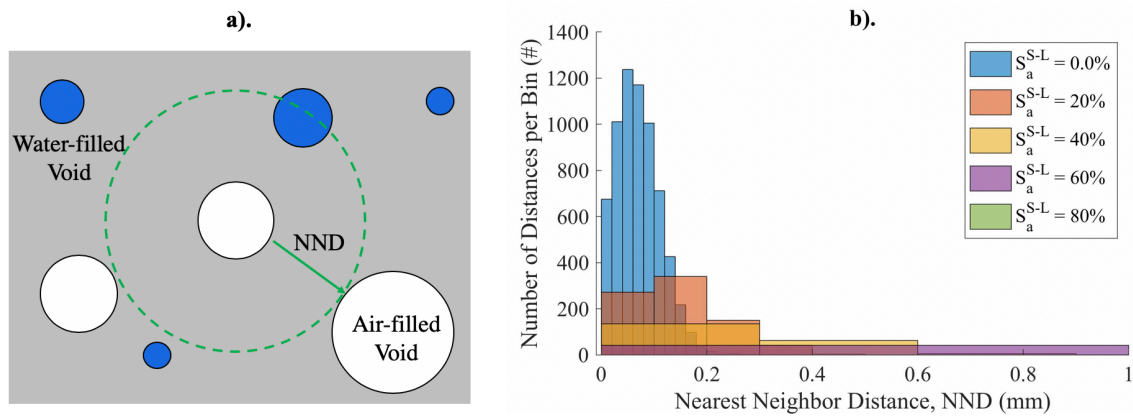 a).
Water-filled
Void
NND
Air-filled
Void
b).
Number of Distances per Bin (#)
1400
1200
1000
800
600
400
200
0
0
0.2
0.4
0.6
0.8
1
Nearest Neighbor Distance, NND (mm)
S_a^{S-L} = 0.0%
S_a^{S-L} = 20%
S_a^{S-L} = 40%
S_a^{S-L} = 60%
S_a^{S-L} = 80%